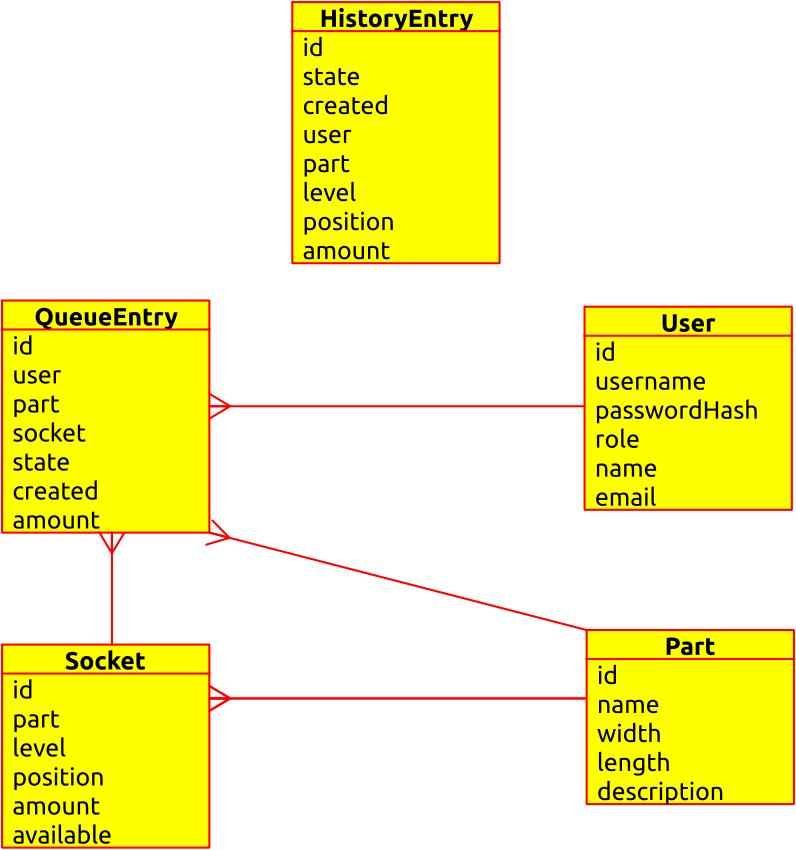 HistoryEntry
id
state
created
user
part
level
position
amount
QueueEntry
id
user
part
socket
state
created
amount
User
id
username
passwordHash
role
name
email
Socket
id
part
level
position
amount
available
Part
id
name
width
length
description